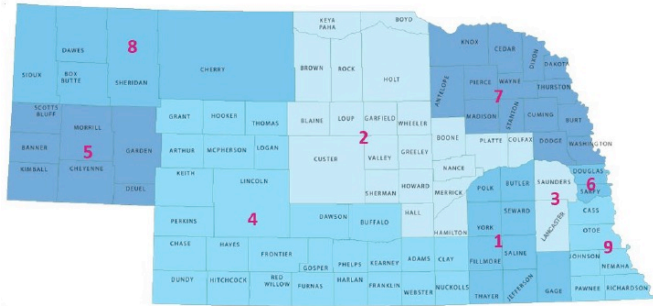 KEYA PAHA
BOYD
KNOX
CEDAR
DIXON
DAKOTA
DAWES
8
SIOUX
BOX BUTTE
SHERIDAN
CHERRY
BROWN
ROCK
HOLT
ANTELOPE
PIERCE
WAYNE
THURSTON
7
MADISON
STANTON
CUMING
BURT
SCOTTS BLUFF
MORRILL
GARDEN
BANNER
5
KIMBALL
CHEYENNE
DEUEL
GRANT
HOOKER
THOMAS
BLAINE
LOUP
GARFIELD
WHEELER
2
BOONE
PLATTE
COLFAX
DODGE
WASHINGTON
ARTHUR
MCPHERSON
LOGAN
CUSTER
VALLEY
GREELEY
NANCE
KEITH
LINCOLN
4
SHERMAN
HOWARD
MERRICK
POLK
BUTLER
SAUNDERS
DOUGLAS
6
SARPY
3
PERKINS
DAWSON
BUFFALO
HALL
HAMILTON
YORK
SEWARD
LANCASTER
CASS
OTOE
1
CHASE
HAYES
FRONTIER
GOSPER
PHELPS
KEARNEY
ADAMS
CLAY
FILLMORE
SALINE
JOHNSON
9
NEMAHA
DUNDY
HITCHCOCK
RED WILLOW
FURNAS
HARLAN
FRANKLIN
WEBSTER
NUCKOLLS
THAYER
JEFFERSON
GAGE
PAWNEE
RICHARDSON